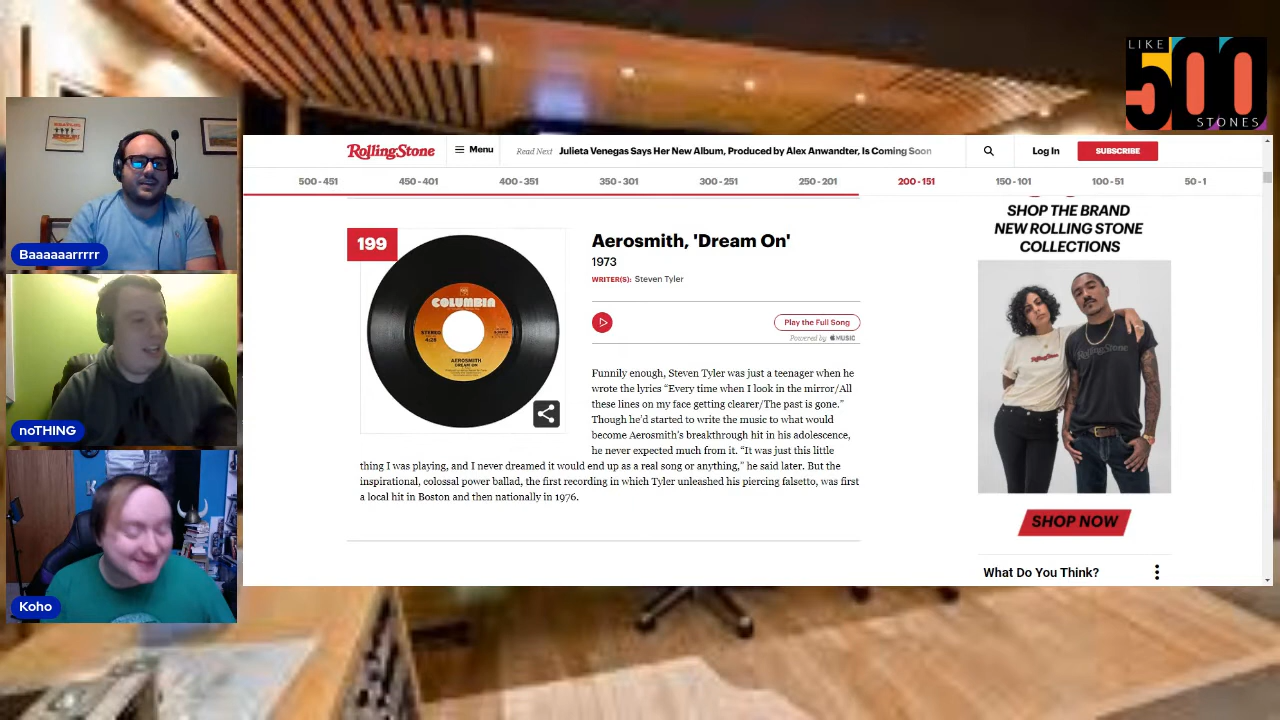 LIKE
500
STONES
Baaaaaarrrrr
noTHING
Koho
RollingStone
Menu
Read Next Julieta Venegas Says Her New Album, Produced by Alex Anwandter, Is Coming Soon
Log In
SUBSCRIBE
500 - 451
450 - 401
400 - 351
350 - 301
300 - 251
250 - 201
200 - 151
150 - 101
100 - 51
50 - 1
199
COLUMBIA
STEREO
AEROSMITH
DREAM ON
Aerosmith, 'Dream On'
1973
WRITER(S): Steven Tyler
Play the Full Song
Powered by MUSIC
Funnily enough, Steven Tyler was just a teenager when he
wrote the lyrics “Every time when I look in the mirror/All
these lines on my face getting clearer/The past is gone.”
Though he’d started to write the music to what would
become Aerosmith’s breakthrough hit in his adolescence,
he never expected much from it. “It was just this little
thing I was playing, and I never dreamed it would end up as a real song or anything,” he said later. But the
inspirational, colossal power ballad, the first recording in which Tyler unleashed his piercing falsetto, was first
a local hit in Boston and then nationally in 1976.
SHOP THE BRAND
NEW ROLLING STONE
COLLECTIONS
RollingStone
SHOP NOW
What Do You Think?